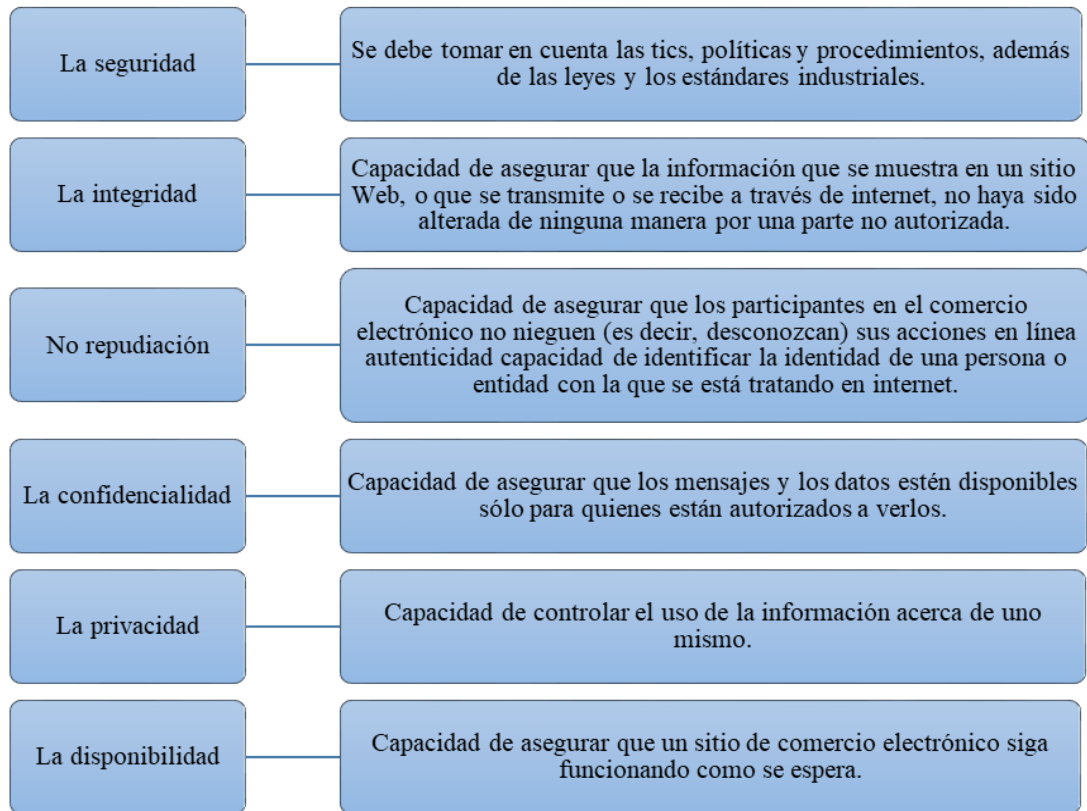 La seguridad
Se debe tomar en cuenta las tics, políticas y procedimientos, además
de las leyes y los estándares industriales.
La integridad
Capacidad de asegurar que la información que se muestra en un sitio
Web, o que se transmite o se recibe a través de internet, no haya sido
alterada de ninguna manera por una parte no autorizada.
No repudiación
Capacidad de asegurar que los participantes en el comercio
electrónico no nieguen (es decir, desconozcan) sus acciones en línea
autenticidad capacidad de identificar la identidad de una persona o
entidad con la que se está tratando en internet.
La confidencialidad
Capacidad de asegurar que los mensajes y los datos estén disponibles
sólo para quienes están autorizados a verlos.
La privacidad
Capacidad de controlar el uso de la información acerca de uno
mismo.
La disponibilidad
Capacidad de asegurar que un sitio de comercio electrónico siga
funcionando como se espera.